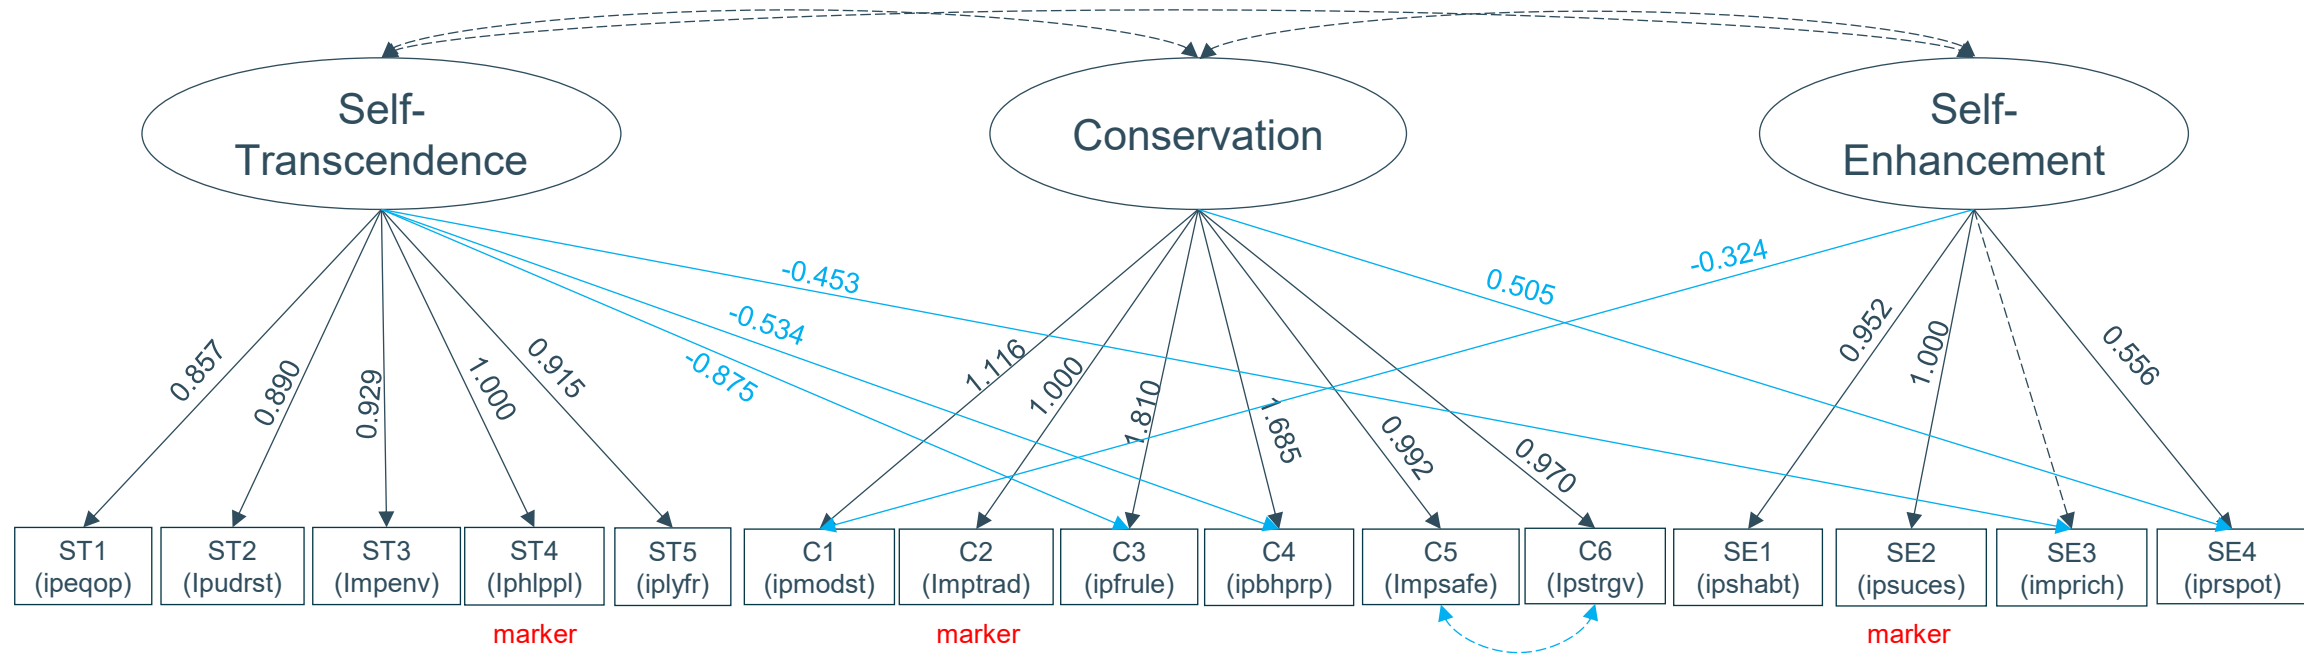 Self-
Transcendence
Conservation
Self-
Enhancement
-0.453
-0.534
-0.875
0.505
-0.324
0.857
0.890
0.929
1.000
0.915
1.116
1.000
1.810
1.685
0.992
0.970
0.952
1.000
0.556
ST1
(ipeqop)
ST2
(Ipudrst)
ST3
(Impenv)
ST4
(Iphlppl)
ST5
(iplyfr)
C1
(ipmodst)
C2
(Imptrad)
C3
(ipfrule)
C4
(ipbhprp)
C5
(Impsafe)
C6
(Ipstrgv)
SE1
(ipshabt)
SE2
(ipsuces)
SE3
(imprich)
SE4
(iprspot)
marker
marker
marker